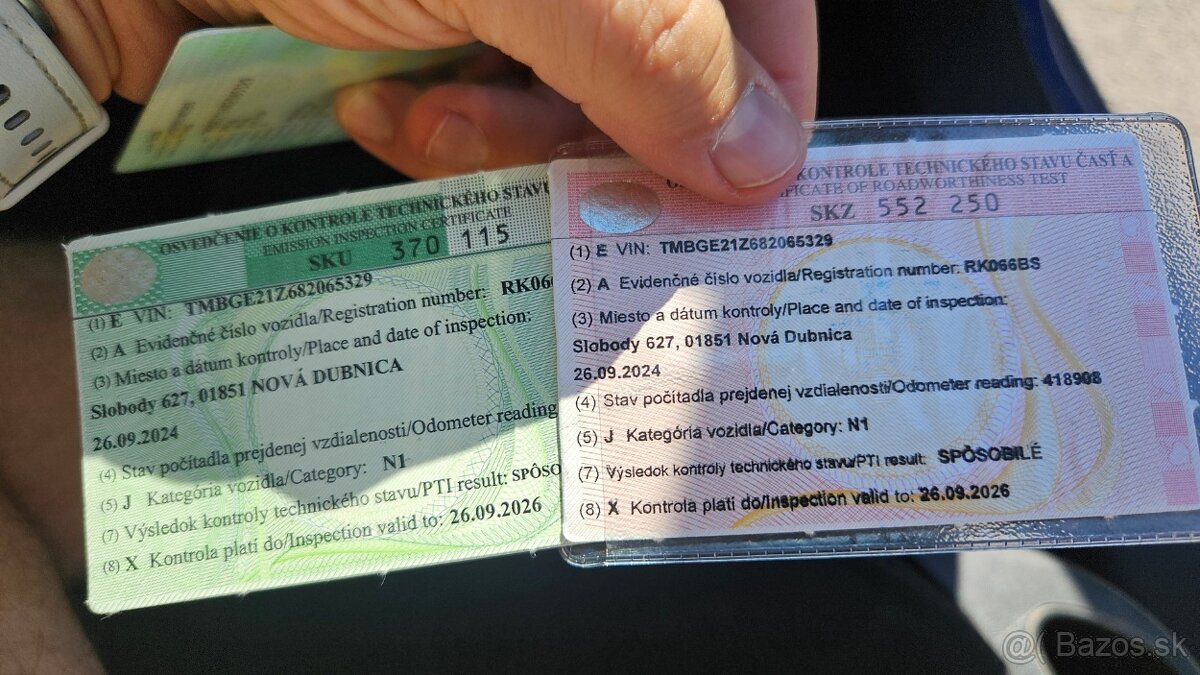 OSVEDČENIE O KONTROLE TECHNICKÉHO STAVU
EMISSION INSPECTION CERTIFICATE
SKU 370 115
(1) E VIN: TMBGE21Z682065329
(2) A Evidenčné číslo vozidla/Registration number: RK06
(3) Miesto a dátum kontroly/Place and date of inspection:
Slobody 627, 01851 NOVÁ DUBNICA
26.09.2024
(4) Stav počítadla prejdenej vzdialenosti/Odometer reading
(5) J Kategória vozidla/Category: N1
(7) Výsledok kontroly technického stavu/PTI result: SPÔSO
(8) X Kontrola platí do/Inspection valid to: 26.09.2026
KONTROLE TECHNICKÉHO STAVU ČASŤ A
IFICATE OF ROADWORTHINESS TEST
SKZ 552 250
(1) E VIN: TMBGE21Z682065329
(2) A Evidenčné číslo vozidla/Registration number: RK066BS
(3) Miesto a dátum kontroly/Place and date of inspection:
Slobody 627, 01851 Nová Dubnica
26.09.2024
(4) Stav počítadla prejdenej vzdialenosti/Odometer reading: 418908
(5) J Kategória vozidla/Category: N1
(7) Výsledok kontroly technického stavu/PTI result: SPÔSOBILÉ
(8) X Kontrola platí do/Inspection valid to: 26.09.2026
@( Bazos.sk